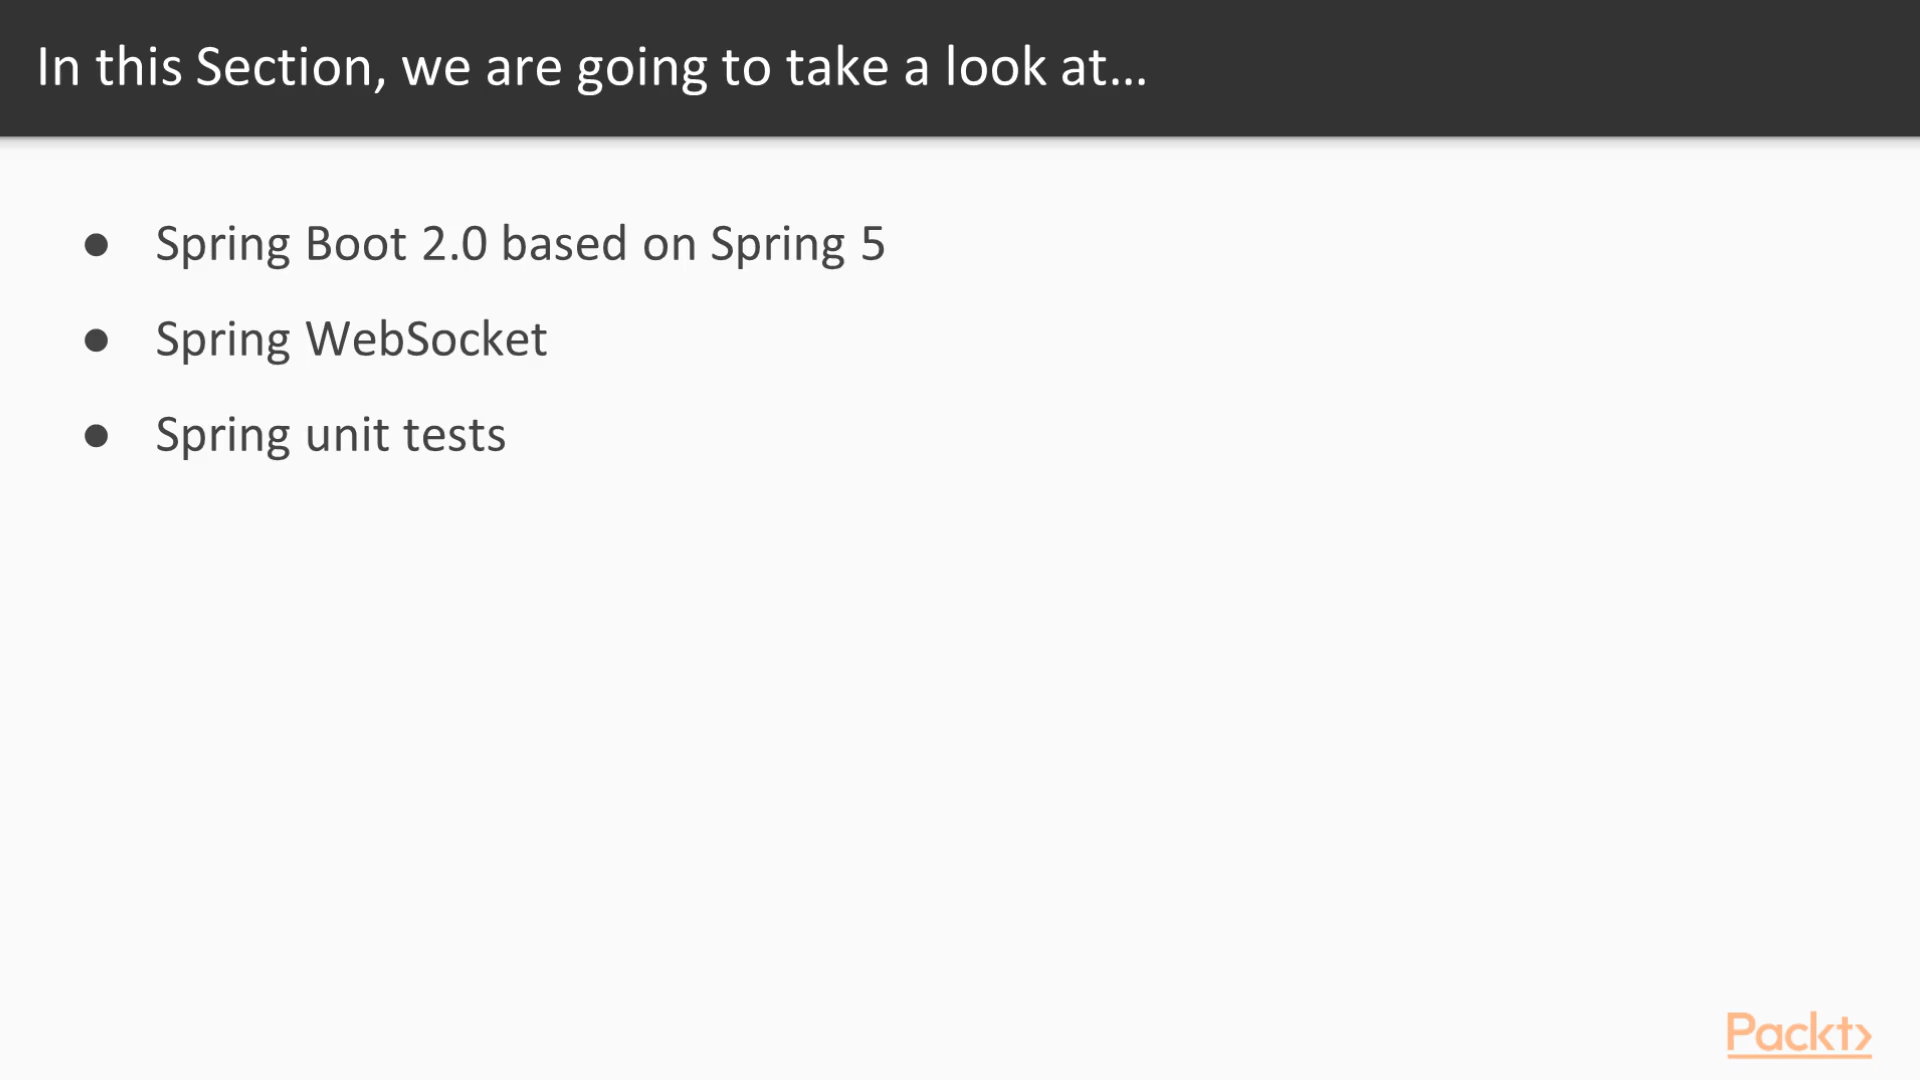 In this Section, we are going to take a look at...
● Spring Boot 2.0 based on Spring 5
● Spring WebSocket
● Spring unit tests
Packt>